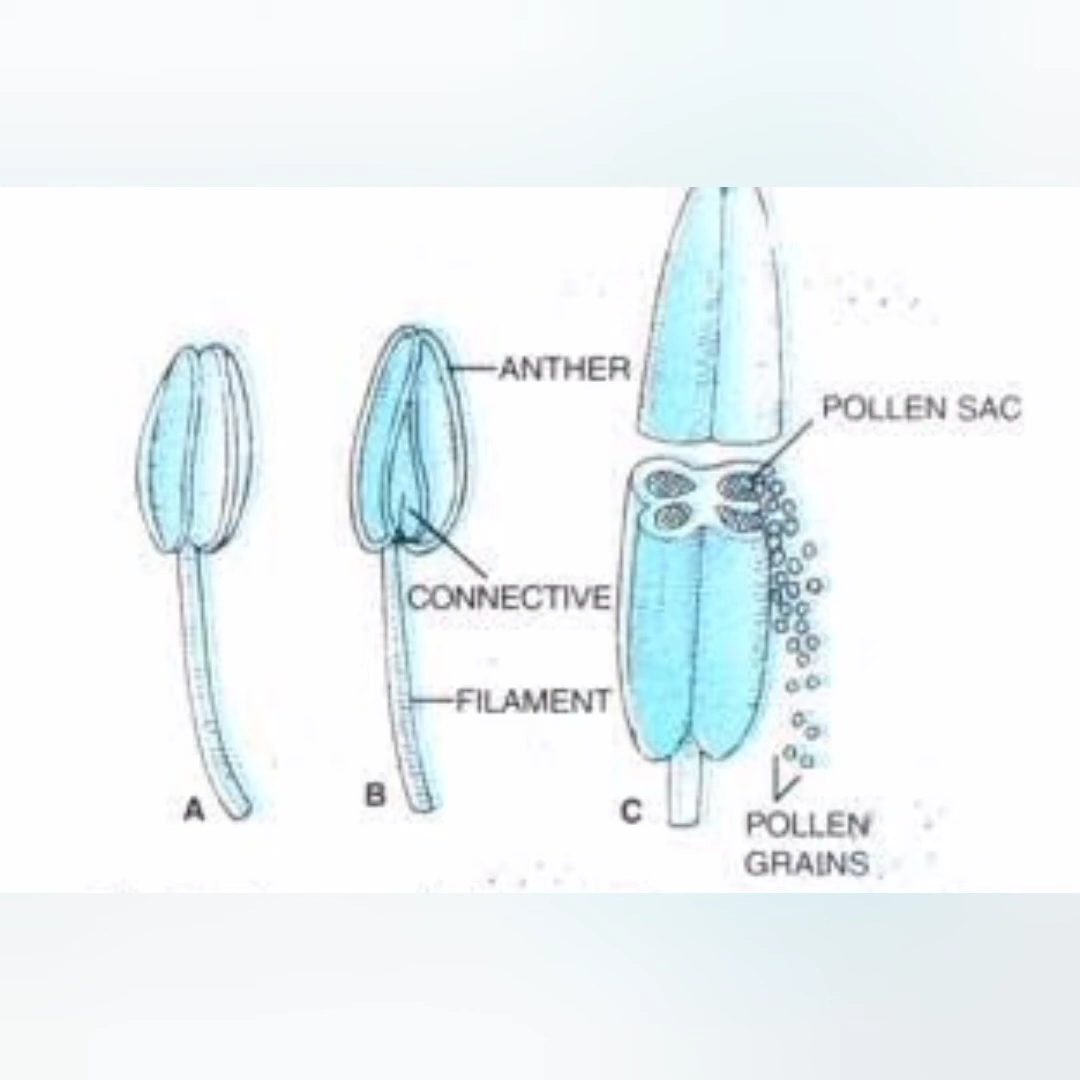 ANTHER
POLLEN SAC
CONNECTIVE
FILAMENT
A
B
C
POLLEN
GRAINS